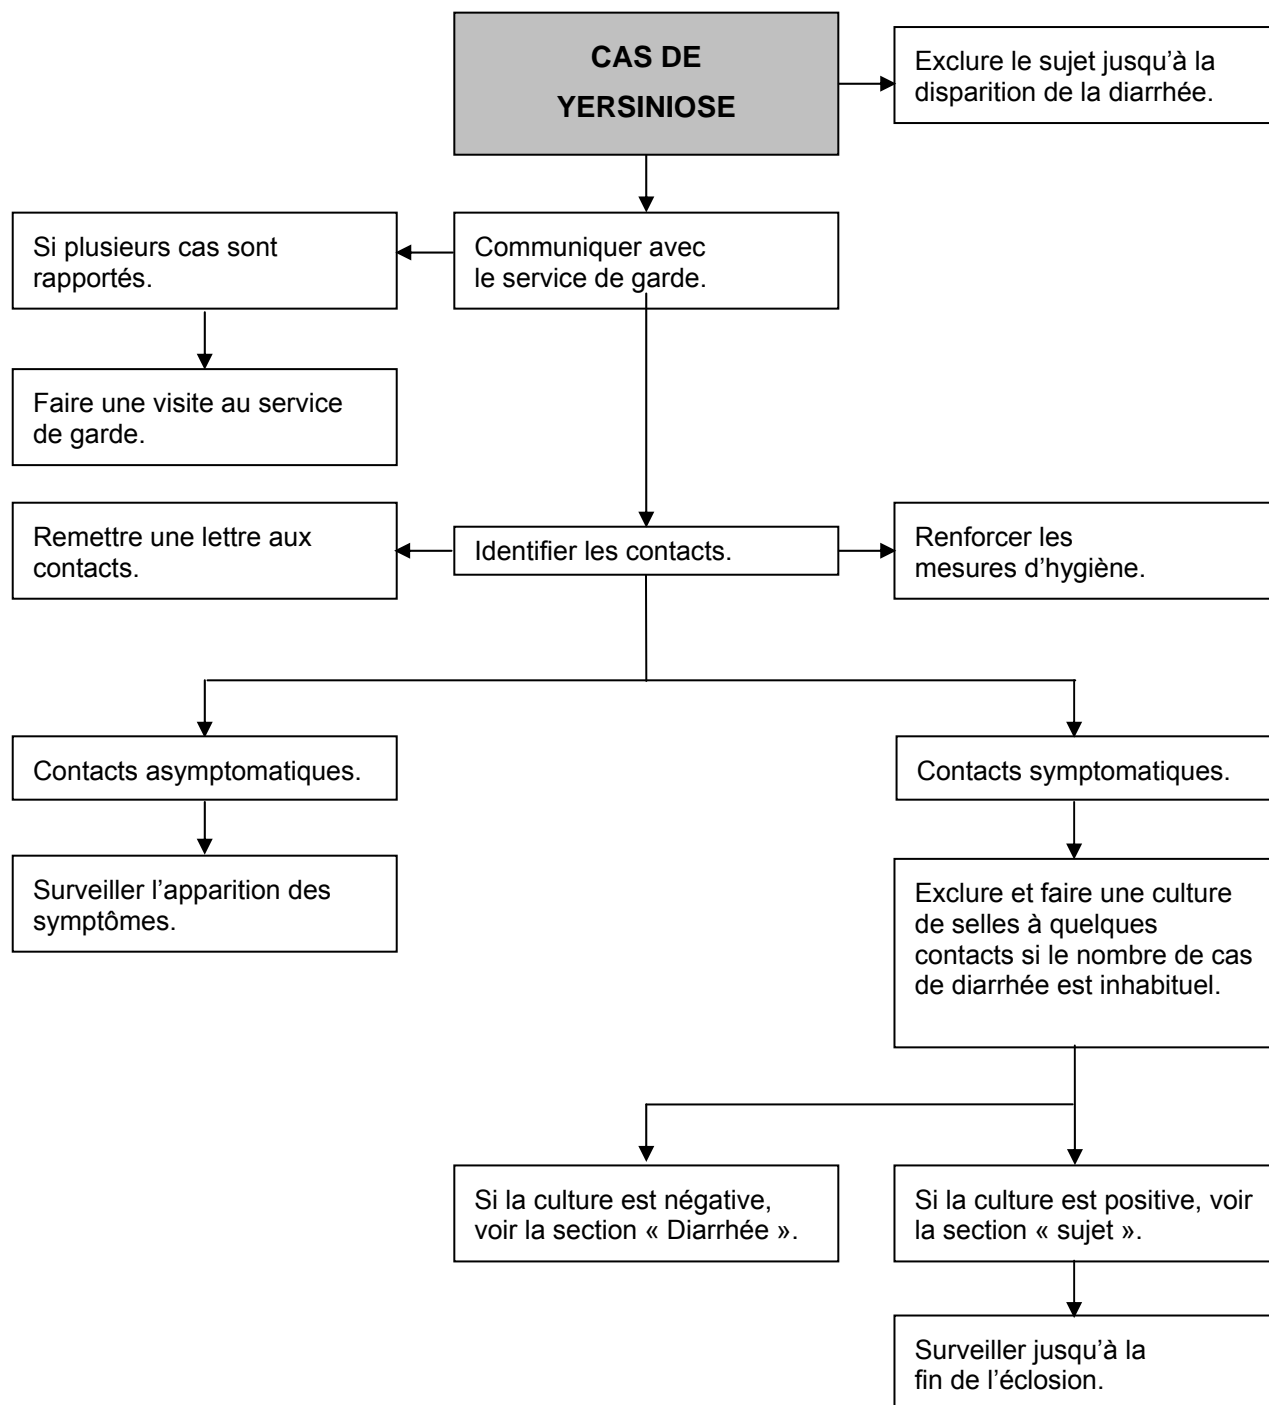 CAS DE
YERSINIOSE
Exclure le sujet jusqu’à la
disparition de la diarrhée.
Si plusieurs cas sont
rapportés.
Communiquer avec
le service de garde.
Faire une visite au service
de garde.
Remettre une lettre aux
contacts.
Identifier les contacts.
Renforcer les
mesures d’hygiène.
Contacts asymptomatiques.
Contacts symptomatiques.
Surveiller l’apparition des
symptômes.
Exclure et faire une culture
de selles à quelques
contacts si le nombre de cas
de diarrhée est inhabituel.
Si la culture est négative,
voir la section « Diarrhée ».
Si la culture est positive, voir
la section « sujet ».
Surveiller jusqu’à la
fin de l’éclosion.